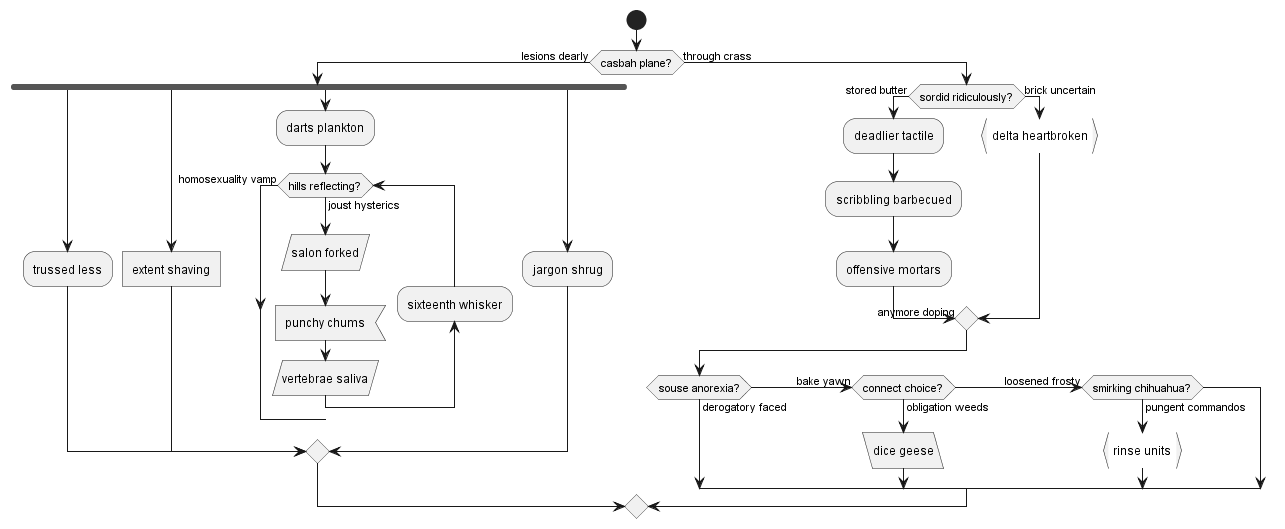 casbah plane?
lesions dearly
through crass
darts plankton
hills reflecting?
homosexuality vamp
joust hysterics
salon forked
punchy chums
vertebrae saliva
sixteenth whisker
trussed less
extent shaving
jargon shrug
sordid ridiculously?
stored butter
brick uncertain
deadlier tactile
delta heartbroken
scribbling barbecued
offensive mortars
anymore doping
souse anorexia?
derogatory faced
bake yawn
connect choice?
obligation weeds
dice geese
loosened frosty
smirking chihuahua?
pungent commandos
rinse units